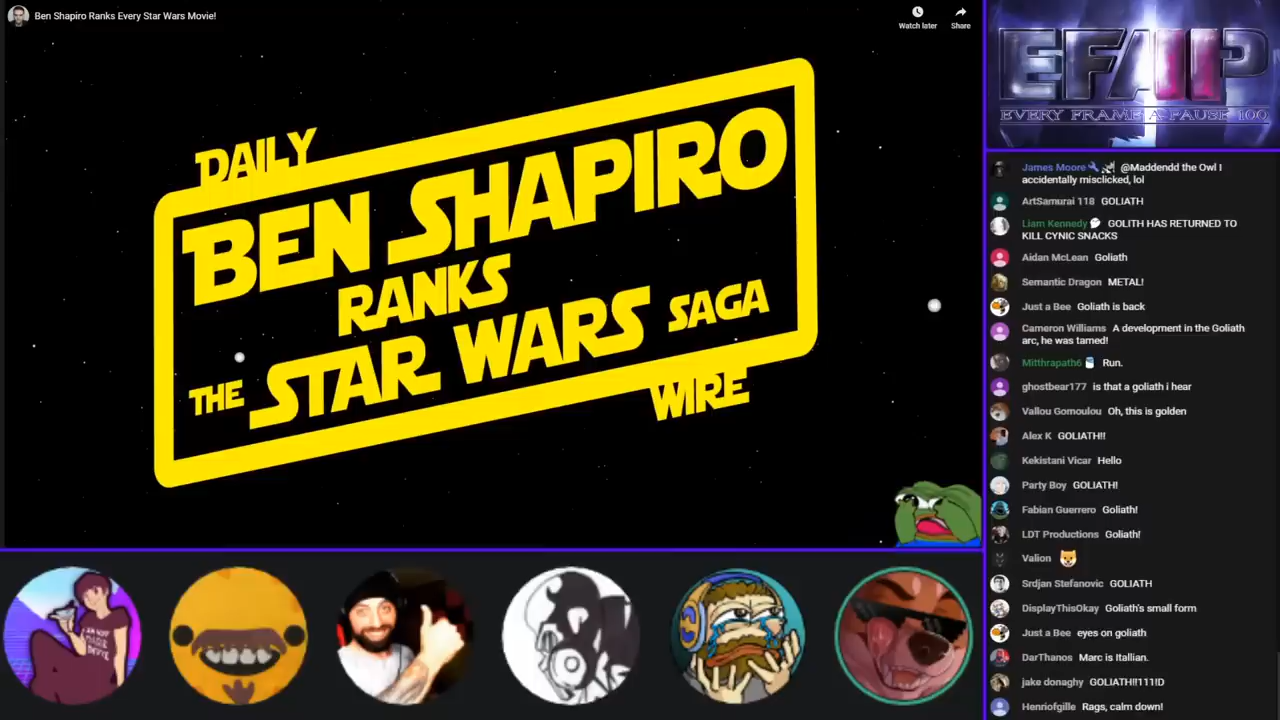 Ben Shapiro Ranks Every Star Wars Movie!
Watch later
Share
DAILY
BEN SHAPIRO
RANKS
THE STAR WARS SAGA
WIRE
EFAP
EVERY FRAME A PAUSE 100
James Moore @Maddendd the Owl I
accidentally misclicked, lol
ArtSamurai 118 GOLIATH
Liam Kennedy GOLITH HAS RETURNED TO
KILL CYNIC SNACKS
Aidan McLean Goliath
Semantic Dragon METAL!
Just a Bee Goliath is back
Cameron Williams A development in the Goliath
arc, he was tamed!
Mitthrapath6 Run.
ghostbear177 is that a goliath i hear
Vallou Gomoulou Oh, this is golden
Alex K GOLIATH!!
Kekistani Vicar Hello
Party Boy GOLIATH!
Fabian Guerrero Goliath!
LDT Productions Goliath!
Valion
Srdjan Stefanovic GOLIATH
DisplayThisOkay Goliath's small form
Just a Bee eyes on goliath
DarThanos Marc is Itallian.
jake donaghy GOLIATH!!111!D
Henriofgille Rags, calm down!